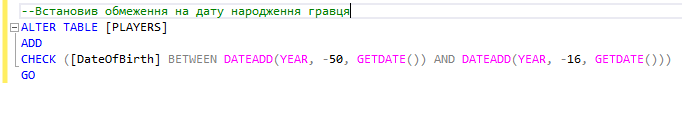 --Встановив обмеження на дату народження гравця
ALTER TABLE [PLAYERS]
ADD
CHECK ([DateOfBirth] BETWEEN DATEADD(YEAR, -50, GETDATE()) AND DATEADD(YEAR, -16, GETDATE()))
GO